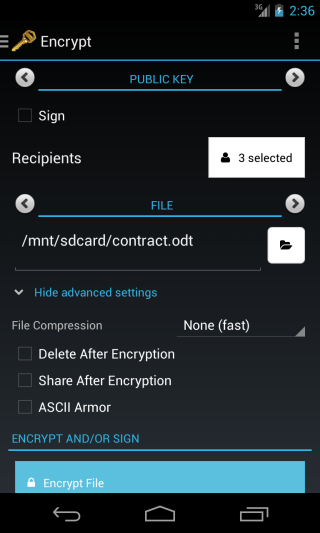 3G 2:36
Encrypt
PUBLIC KEY
Sign
Recipients
3 selected
FILE
/mnt/sdcard/contract.odt
Hide advanced settings
File Compression
None (fast)
Delete After Encryption
Share After Encryption
ASCII Armor
ENCRYPT AND/OR SIGN
Encrypt File